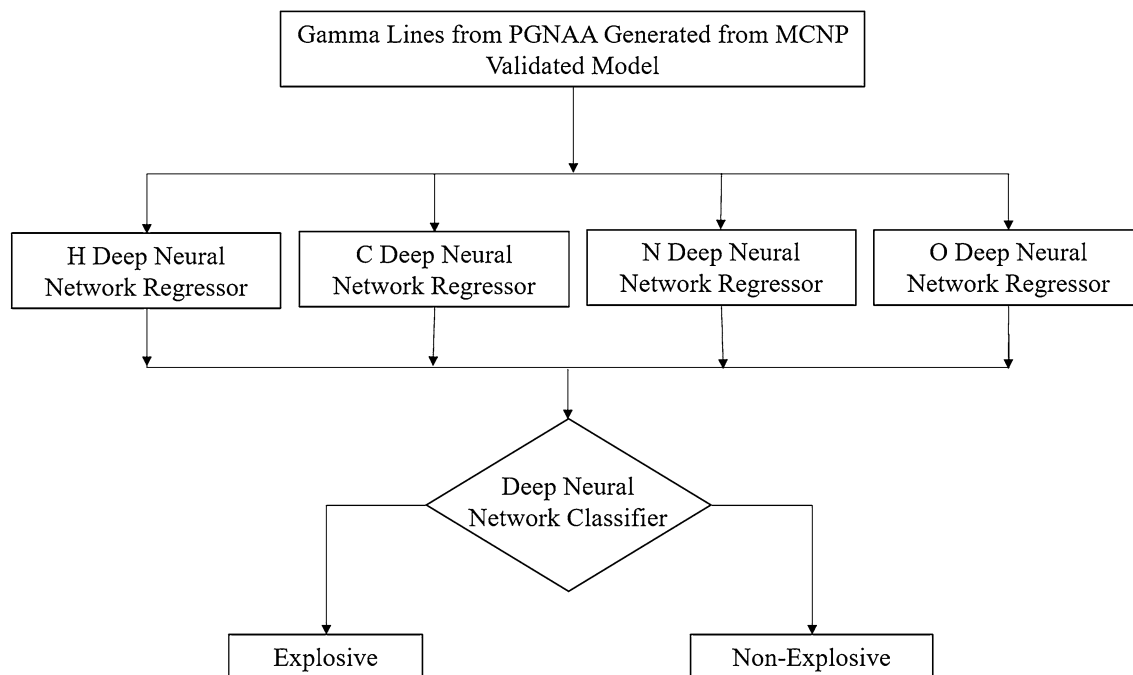 Gamma Lines from PGNAA Generated from MCNP
Validated Model
H Deep Neural
Network Regressor
C Deep Neural
Network Regressor
N Deep Neural
Network Regressor
O Deep Neural
Network Regressor
Deep Neural
Network Classifier
Explosive
Non-Explosive